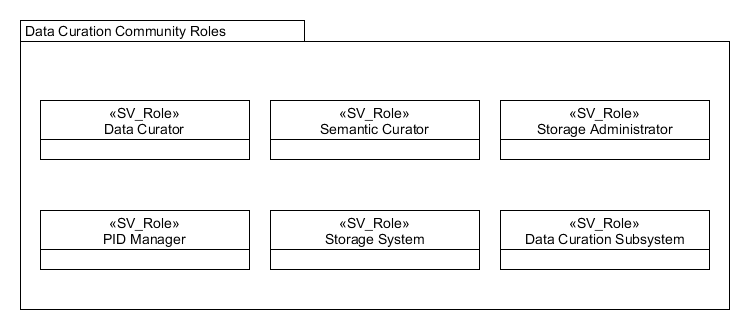 Data Curation Community Roles
«SV_Role»
Data Curator
«SV_Role»
Semantic Curator
«SV_Role»
Storage Administrator
«SV_Role»
PID Manager
«SV_Role»
Storage System
«SV_Role»
Data Curation Subsystem